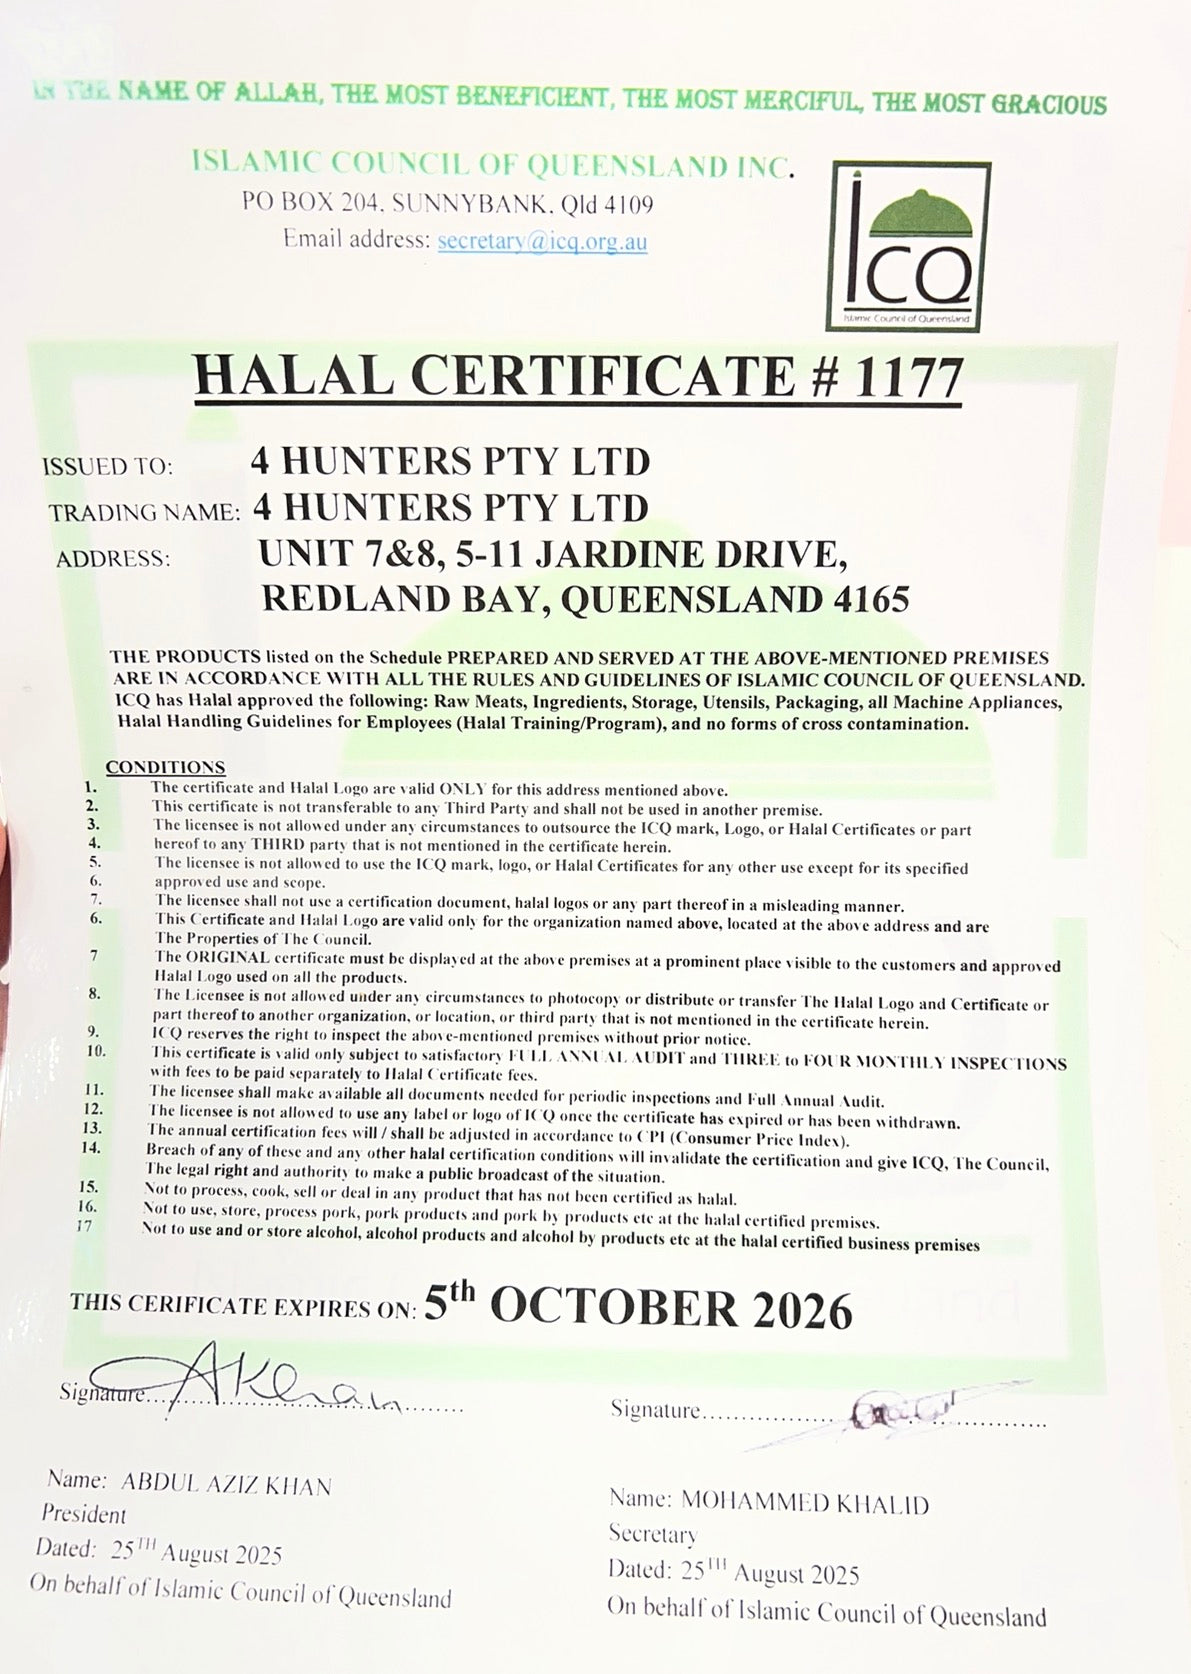 IN THE NAME OF ALLAH, THE MOST BENEFICIENT, THE MOST MERCIFUL, THE MOST GRACIOUS
ISLAMIC COUNCIL OF QUEENSLAND INC.
PO BOX 204, SUNNYBANK, Qld 4109
Email address: secretary@icq.org.au
ICQ
Islamic Council of Queensland
HALAL CERTIFICATE # 1177
ISSUED TO: 4 HUNTERS PTY LTD
TRADING NAME: 4 HUNTERS PTY LTD
ADDRESS: UNIT 7&8, 5-11 JARDINE DRIVE,
REDLAND BAY, QUEENSLAND 4165
THE PRODUCTS listed on the Schedule PREPARED AND SERVED AT THE ABOVE-MENTIONED PREMISES
ARE IN ACCORDANCE WITH ALL THE RULES AND GUIDELINES OF ISLAMIC COUNCIL OF QUEENSLAND.
ICQ has Halal approved the following: Raw Meats, Ingredients, Storage, Utensils, Packaging, all Machine Appliances,
Halal Handling Guidelines for Employees (Halal Training/Program), and no forms of cross contamination.
CONDITIONS
1. The certificate and Halal Logo are valid ONLY for this address mentioned above.
2. This certificate is not transferable to any Third Party and shall not be used in another premise.
3. The licensee is not allowed under any circumstances to outsource the ICQ mark, Logo, or Halal Certificates or part
4. hereof to any THIRD party that is not mentioned in the certificate herein.
5. The licensee is not allowed to use the ICQ mark, logo, or Halal Certificates for any other use except for its specified
6. approved use and scope.
7. The licensee shall not use a certification document, halal logos or any part thereof in a misleading manner.
6. This Certificate and Halal Logo are valid only for the organization named above, located at the above address and are
The Properties of The Council.
7 The ORIGINAL certificate must be displayed at the above premises at a prominent place visible to the customers and approved
Halal Logo used on all the products.
8. The Licensee is not allowed under any circumstances to photocopy or distribute or transfer The Halal Logo and Certificate or
part thereof to another organization, or location, or third party that is not mentioned in the certificate herein.
9. ICQ reserves the right to inspect the above-mentioned premises without prior notice.
10. This certificate is valid only subject to satisfactory FULL ANNUAL AUDIT and THREE to FOUR MONTHLY INSPECTIONS
with fees to be paid separately to Halal Certificate fees.
11. The licensee shall make available all documents needed for periodic inspections and Full Annual Audit.
12. The licensee is not allowed to use any label or logo of ICQ once the certificate has expired or has been withdrawn.
13. The annual certification fees will / shall be adjusted in accordance to CPI (Consumer Price Index).
14. Breach of any of these and any other halal certification conditions will invalidate the certification and give ICQ, The Council,
The legal right and authority to make a public broadcast of the situation.
15. Not to process, cook, sell or deal in any product that has not been certified as halal.
16. Not to use, store, process pork, pork products and pork by products etc at the halal certified premises.
17 Not to use and or store alcohol, alcohol products and alcohol by products etc at the halal certified business premises
THIS CERIFICATE EXPIRES ON: 5th OCTOBER 2026
Signature... AKhan
Signature
Name: ABDUL AZIZ KHAN
President
Dated: 25TH August 2025
On behalf of Islamic Council of Queensland
Name: MOHAMMED KHALID
Secretary
Dated: 25TH August 2025
On behalf of Islamic Council of Queensland